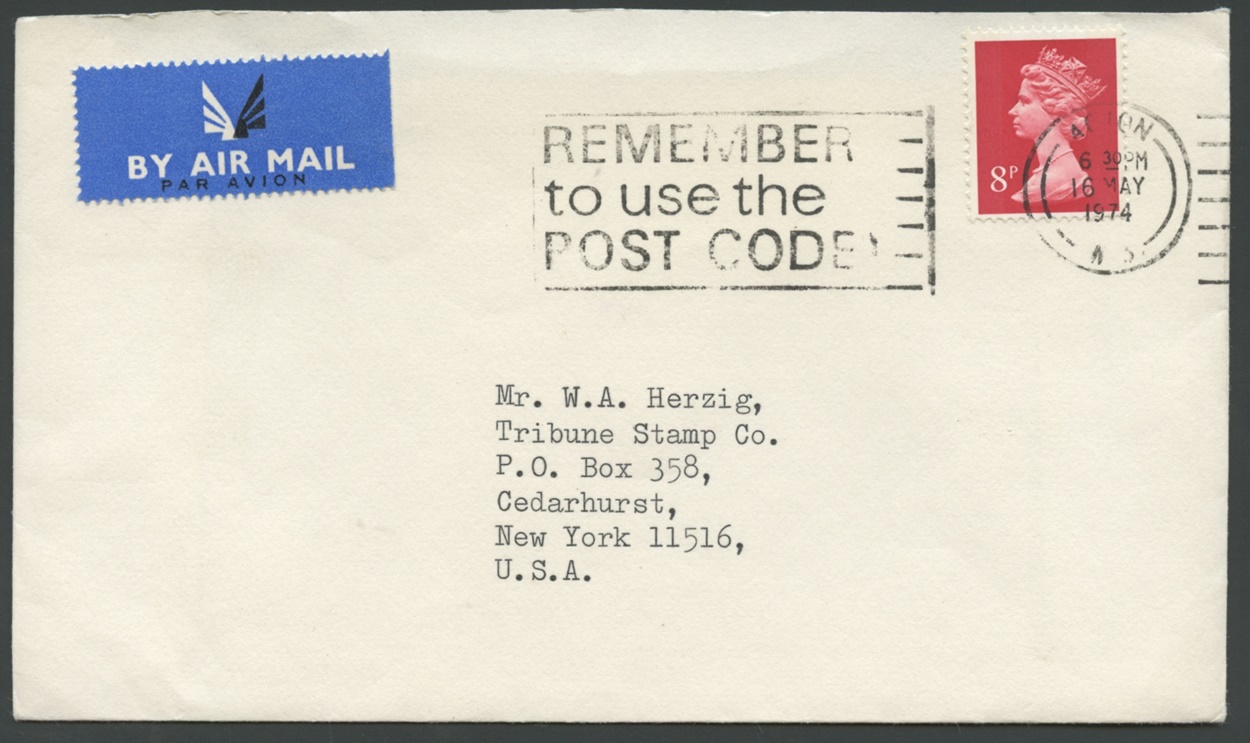 BY AIR MAIL
PAR AVION
REMEMBER
to use the
POST CODE
8P
6 30PM
16 MAY
1974
Mr. W.A. Herzig,
Tribune Stamp Co.
P.O. Box 358,
Cedarhurst,
New York 11516,
U.S.A.